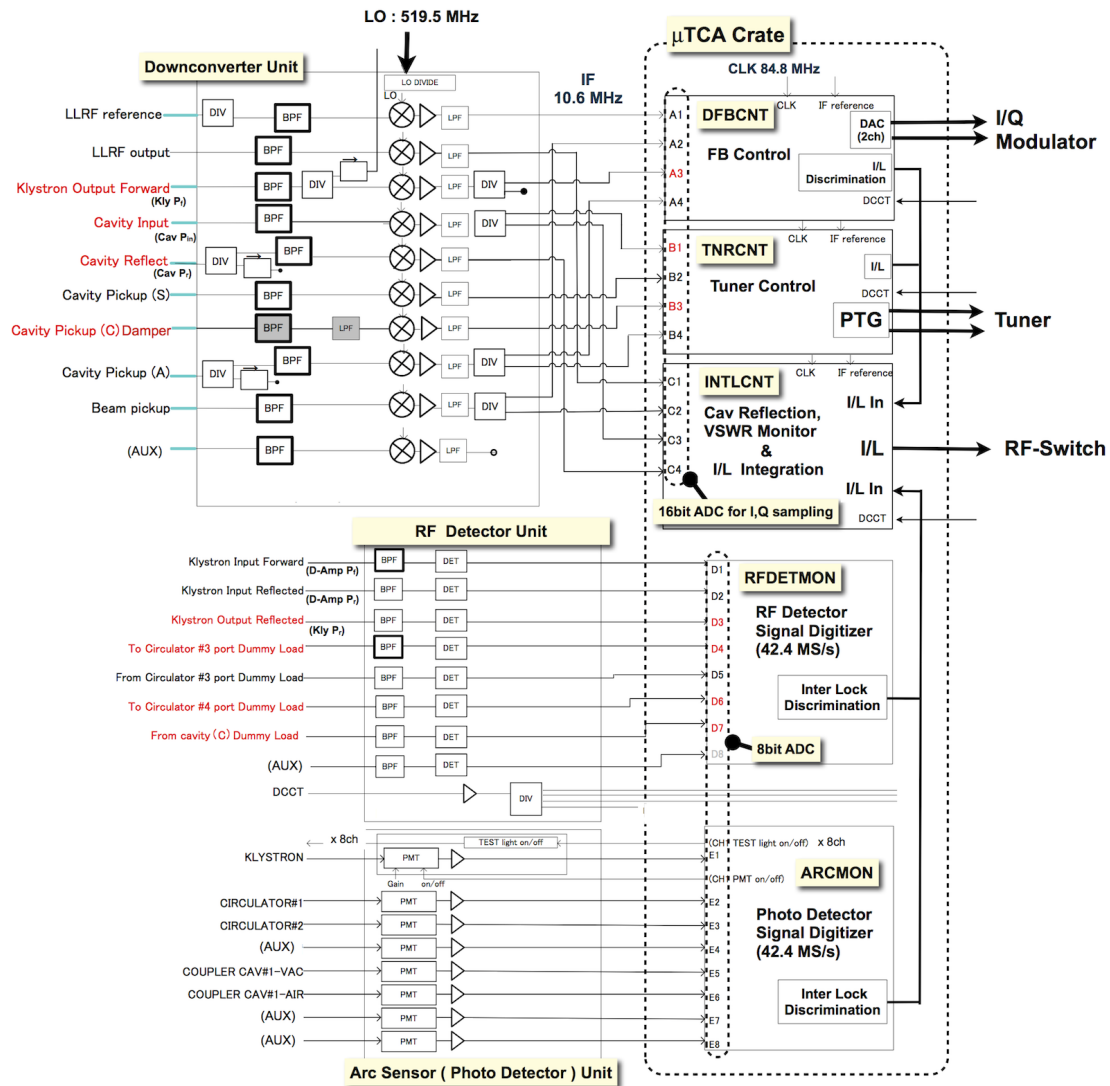 LO : 519.5 MHz
μTCA Crate
Downconverter Unit
CLK 84.8 MHz
LO DIVIDE
LO
IF
10.6 MHz
LLRF reference
DIV
BPF
LPF
A1
DFBCNT
CLK
IF reference
DAC
(2ch)
I/Q
Modulator
LLRF output
BPF
LPF
A2
FB Control
I/L
Discrimination
Klystron Output Forward
(Kly Pf)
BPF
DIV
LPF
DIV
A3
Cavity Input
(Cav Pin)
BPF
LPF
DIV
A4
DCCT
Cavity Reflect
(Cav Pr)
DIV
BPF
LPF
B1
TNRCNT
CLK
IF reference
I/L
Cavity Pickup (S)
BPF
LPF
B2
Tuner Control
DCCT
Cavity Pickup (C) Damper
BPF
LPF
LPF
B3
PTG
Tuner
Cavity Pickup (A)
DIV
BPF
LPF
DIV
B4
Beam pickup
BPF
LPF
DIV
C1
INTLCNT
CLK
IF reference
I/L In
C2
Cav Reflection,
VSWR Monitor
&
I/L Integration
(AUX)
BPF
LPF
C3
I/L
RF-Switch
C4
I/L In
16bit ADC for I,Q sampling
DCCT
RF Detector Unit
Klystron Input Forward
(D-Amp Pf)
BPF
DET
D1
RFDETMON
Klystron Input Reflected
(D-Amp Pr)
BPF
DET
D2
RF Detector
Signal Digitizer
(42.4 MS/s)
Klystron Output Reflected
(Kly Pr)
BPF
DET
D3
To Circulator #3 port Dummy Load
BPF
DET
D4
From Circulator #3 port Dummy Load
BPF
DET
D5
Inter Lock
Discrimination
To Circulator #4 port Dummy Load
BPF
DET
D6
From cavity (C) Dummy Load
BPF
DET
D7
8bit ADC
(AUX)
BPF
DET
D8
DCCT
DIV
x 8ch
TEST light on/off
(CH1 TEST light on/off)
x 8ch
KLYSTRON
PMT
E1
Gain
on/off
(CH1 PMT on/off)
ARCMON
CIRCULATOR#1
PMT
E2
Photo Detector
Signal Digitizer
(42.4 MS/s)
CIRCULATOR#2
PMT
E3
(AUX)
PMT
E4
COUPLER CAV#1-VAC
PMT
E5
COUPLER CAV#1-AIR
PMT
E6
Inter Lock
Discrimination
(AUX)
PMT
E7
(AUX)
PMT
E8
Arc Sensor ( Photo Detector ) Unit